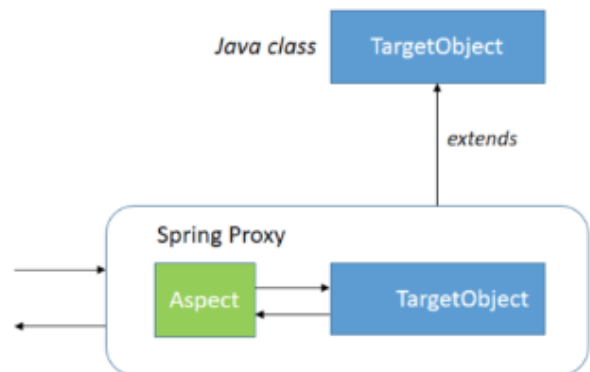 Java class
TargetObject
extends
Spring Proxy
Aspect
TargetObject